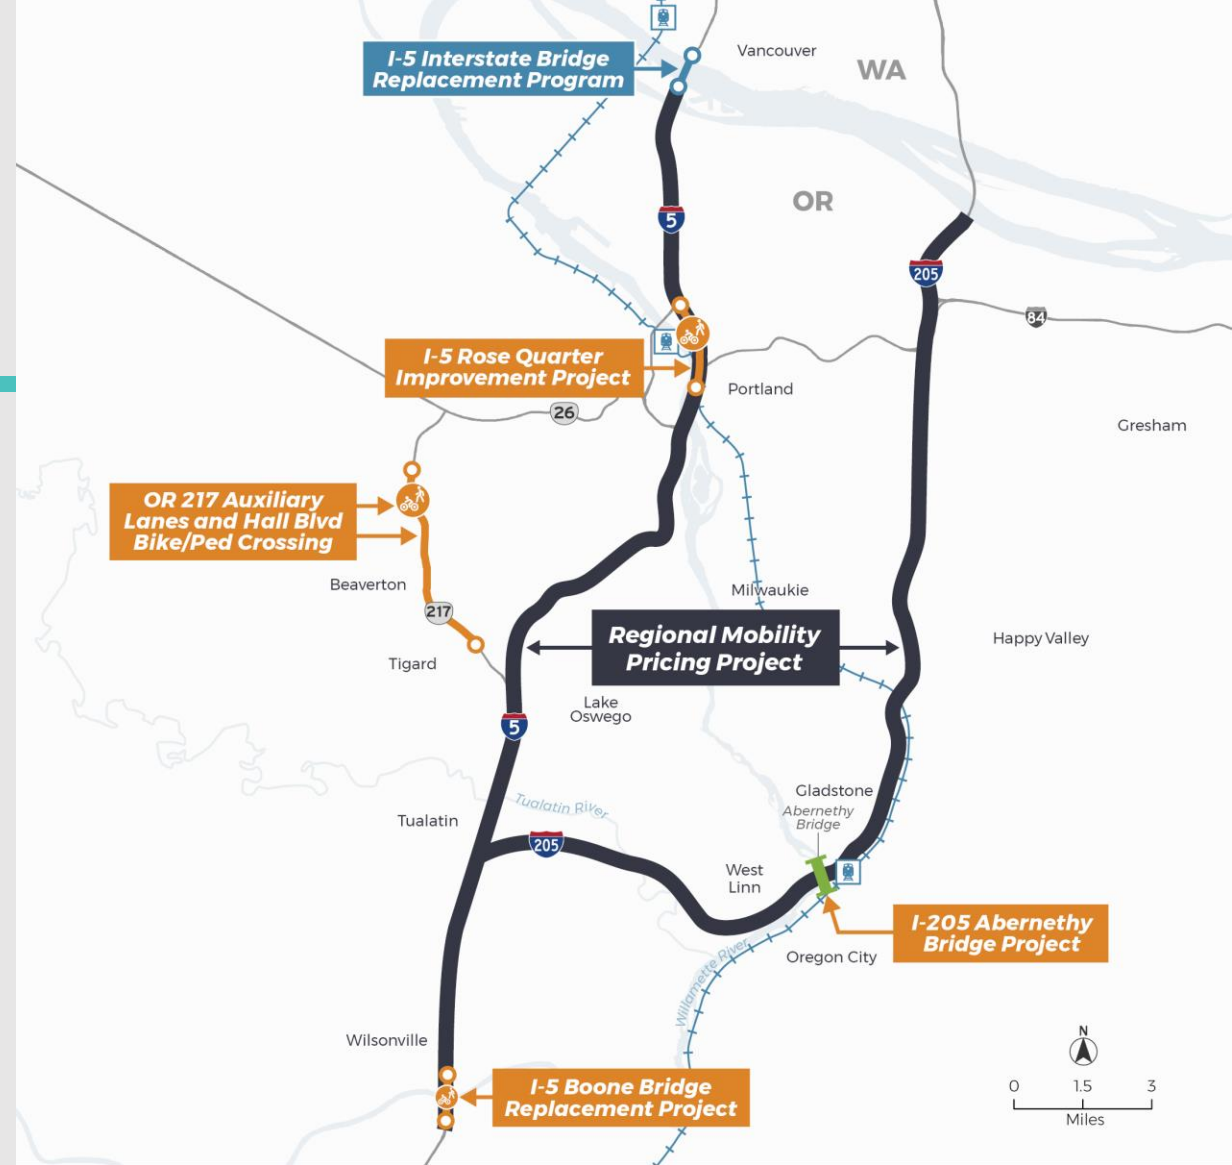 I-5 Interstate Bridge
Replacement Program
Vancouver
WA
OR
5
205
84
I-5 Rose Quarter
Improvement Project
Portland
26
Gresham
OR 217 Auxiliary
Lanes and Hall Blvd
Bike/Ped Crossing
Beaverton
217
Milwaukie
Regional Mobility
Pricing Project
Happy Valley
Tigard
Lake
Oswego
5
Gladstone
Tualatin River
Abernethy
Bridge
Tualatin
205
West
Linn
I-205 Abernethy
Bridge Project
Oregon City
Willamette River
Wilsonville
I-5 Boone Bridge
Replacement Project
N
0 1.5 3
Miles